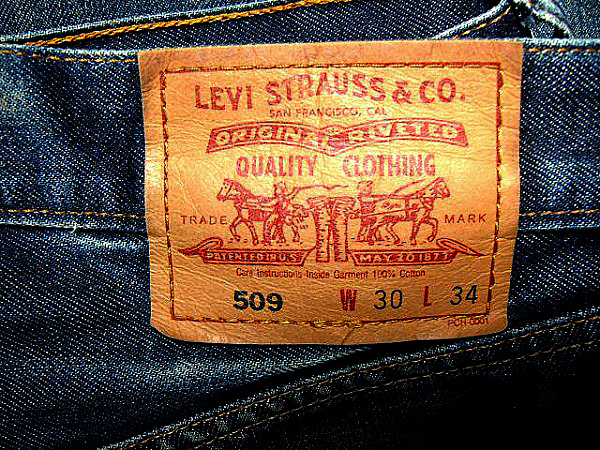 LEVI STRAUSS & CO.
SAN FRANCISCO, CAL
ORIGINAL RIVETED
QUALITY CLOTHING
TRADE MARK
PATENTED IN U.S. MAY 20 1873
Care Instructions Inside Garment 100% Cotton
509 W 30 L 34